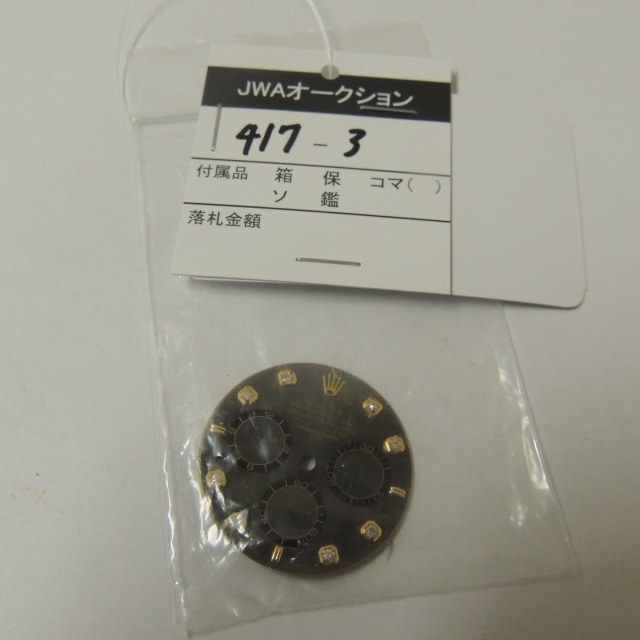 JWAオークション
417-3
付属品 箱 保 コマ( )
ソ 鑑
落札金額